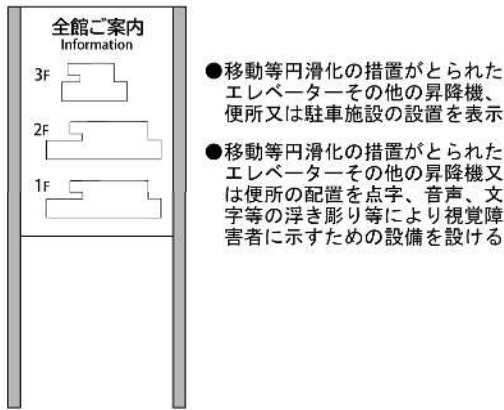 全館ご案内
Information
3F
2F
1F
●移動等円滑化の措置がとられた
エレベーターその他の昇降機、
便所又は駐車施設の設置を表示
●移動等円滑化の措置がとられた
エレベーターその他の昇降機又
は便所の配置を点字、音声、文
字等の浮き彫り等により視覚障
害者に示すための設備を設ける